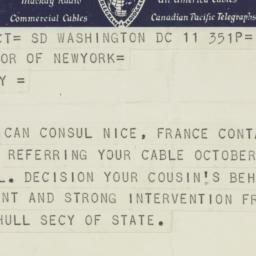 Mackay Radio All America Cables
Commercial Cables Canadian Pacific Telegraphs
CT= SD WASHINGTON DC 11 351P=
OR OF NEWYORK=
Y =
CAN CONSUL NICE, FRANCE CONTA
REFERRING YOUR CABLE OCTOBER
L. DECISION YOUR COUSIN'S BEH
NT AND STRONG INTERVENTION FR
HULL SECY OF STATE.